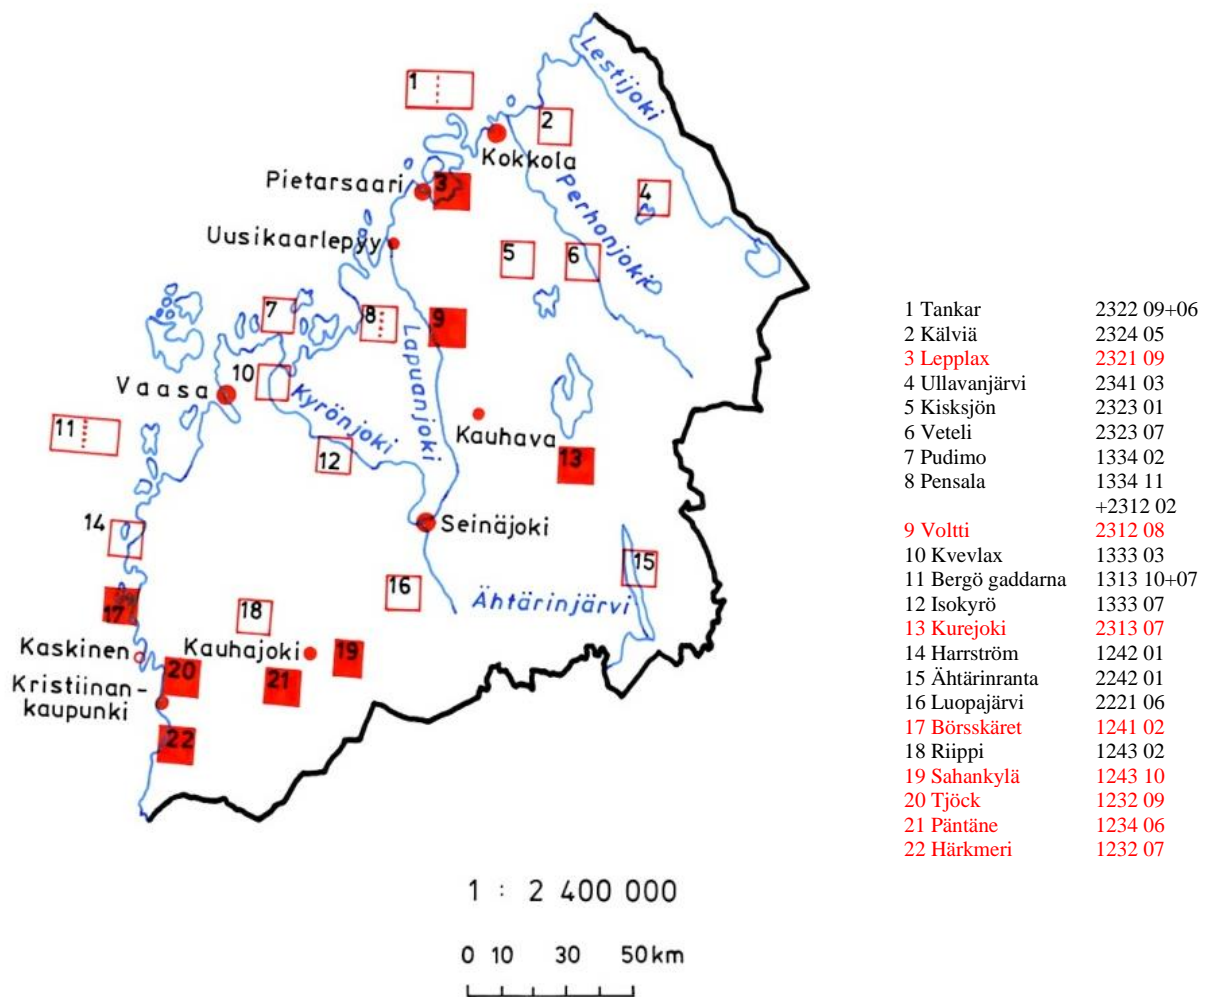 1
Lestijoki
2
Kokkola
Pietarsaari
3
Perhonjoki
4
Uusikaarlepyy
5
6
7
8
9
Lapuanjoki
Vaasa
10
Kyrönjoki
Kauhava
11
12
13
Seinäjoki
14
15
16
Ähtärinjärvi
17
18
Kaskinen
Kauhajoki
19
20
21
Kristiinan-
kaupunki
22
1 : 2 400 000
0 10 30 50km
1 Tankar 2322 09+06
2 Kälviä 2324 05
3 Lepplax 2321 09
4 Ullavanjärvi 2341 03
5 Kisksjön 2323 01
6 Veteli 2323 07
7 Pudimo 1334 02
8 Pensala 1334 11
+2312 02
9 Voltti 2312 08
10 Kvevlax 1333 03
11 Bergö gaddarna 1313 10+07
12 Isokyrö 1333 07
13 Kurejoki 2313 07
14 Harrström 1242 01
15 Ähtärinranta 2242 01
16 Luopajärvi 2221 06
17 Börsskäret 1241 02
18 Riippi 1243 02
19 Sahankylä 1243 10
20 Tjöck 1232 09
21 Päntäne 1234 06
22 Härkmeri 1232 07